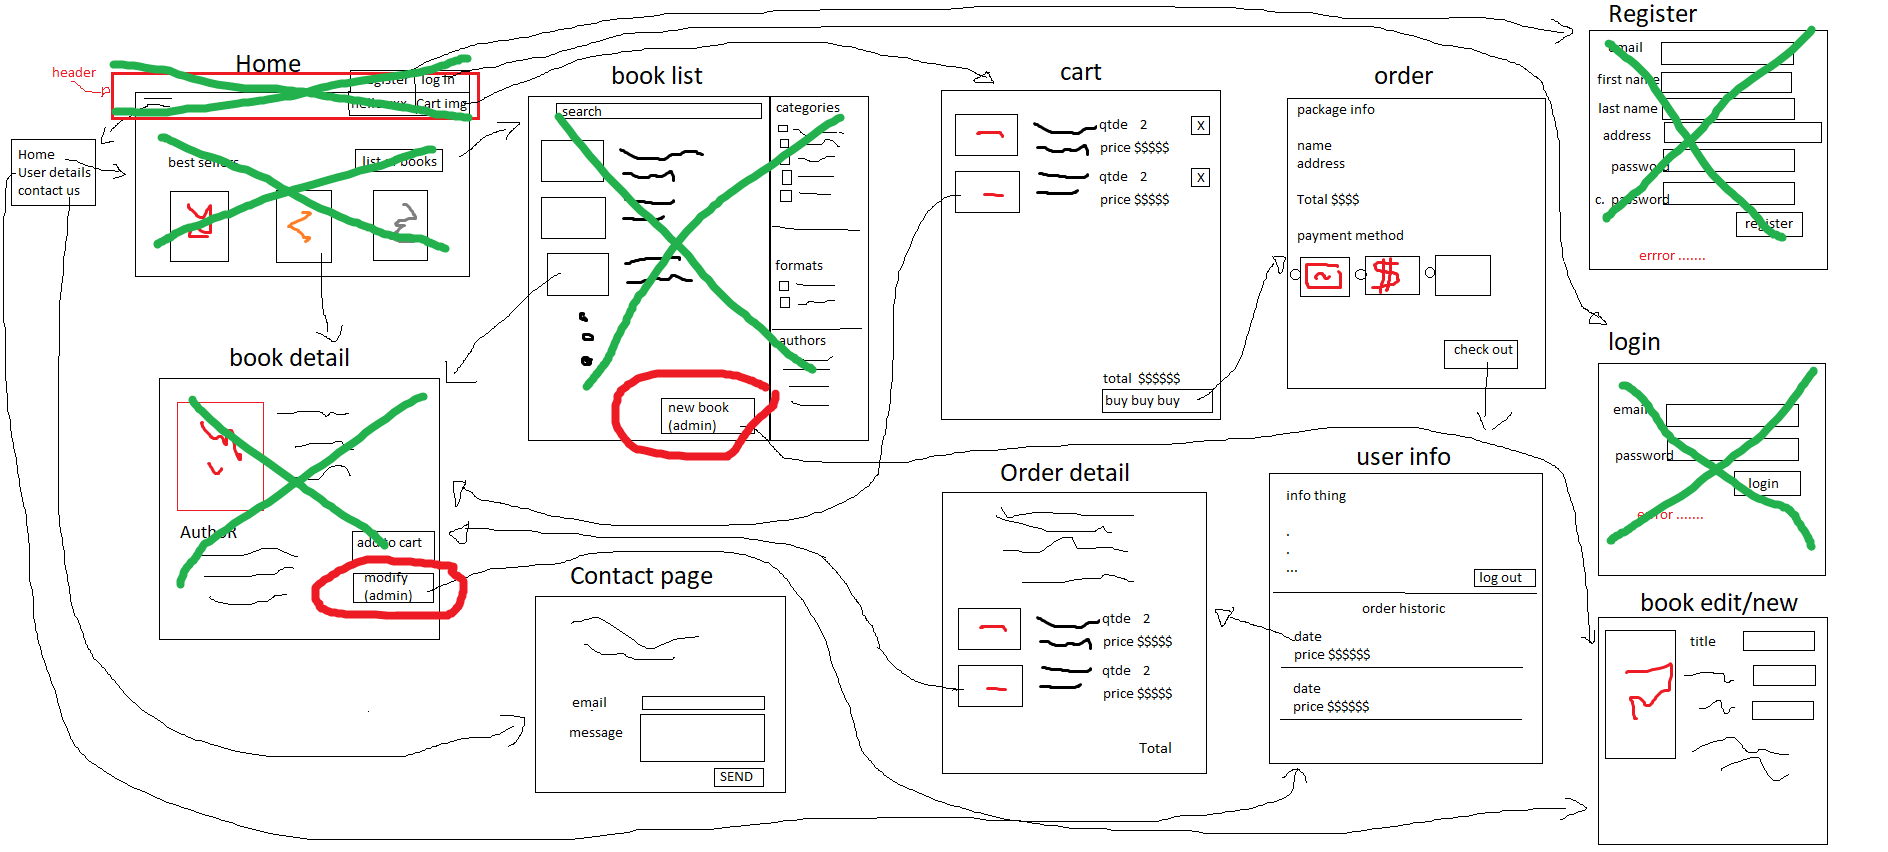 Register
Home
header
register
log in
hello xxx
Cart img
Home
User details
contact us
best sellers
list of books
book list
search
categories
formats
authors
new book
(admin)
cart
qtde 2
X
price $$$$$
qtde 2
X
price $$$$$
total $$$$$$
buy buy buy
order
package info
name
address
Total $$$$
payment method
$
check out
email
first name
last name
address
password
c. password
register
errror .......
book detail
AuthoR
add to cart
modify
(admin)
Contact page
email
message
SEND
Order detail
qtde 2
price $$$$$
qtde 2
price $$$$$
Total
user info
info thing
.
.
...
log out
order historic
date
price $$$$$$
date
price $$$$$$
login
email
password
login
errror .......
book edit/new
title